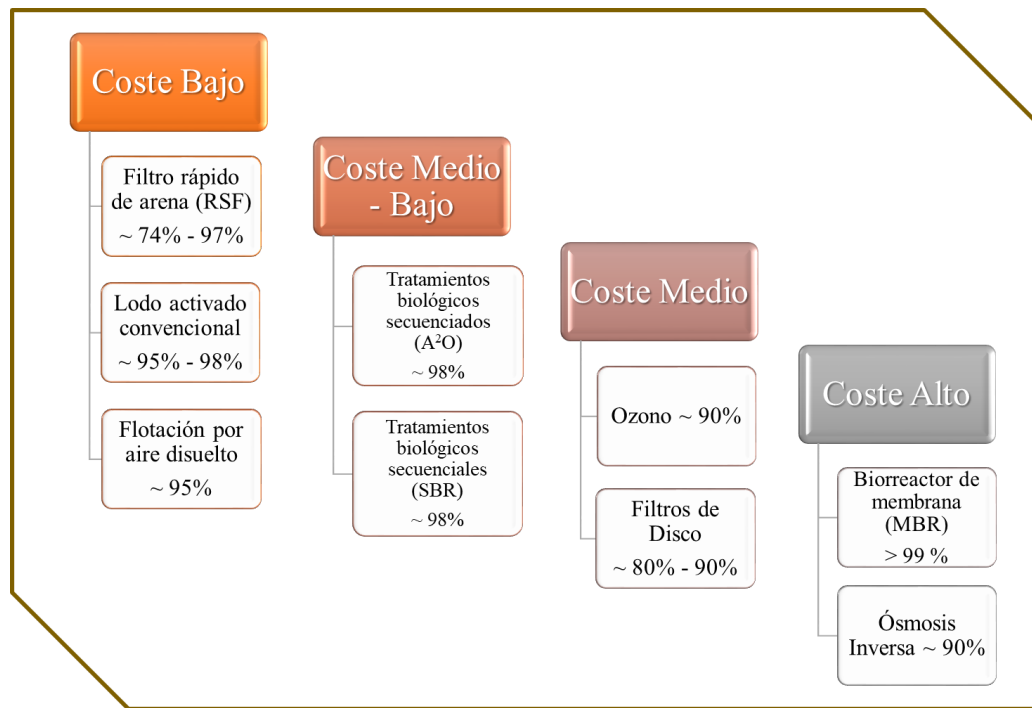 Coste Bajo
Filtro rápido
de arena (RSF)
~ 74% - 97%
Lodo activado
convencional
~ 95% - 98%
Flotación por
aire disuelto
~ 95%
Coste Medio
- Bajo
Tratamientos
biológicos
secuenciados
(A²O)
~ 98%
Tratamientos
biológicos
secuenciales
(SBR)
~ 98%
Coste Medio
Ozono ~ 90%
Filtros de
Disco
~ 80% - 90%
Coste Alto
Biorreactor de
membrana
(MBR)
> 99 %
Ósmosis
Inversa ~ 90%